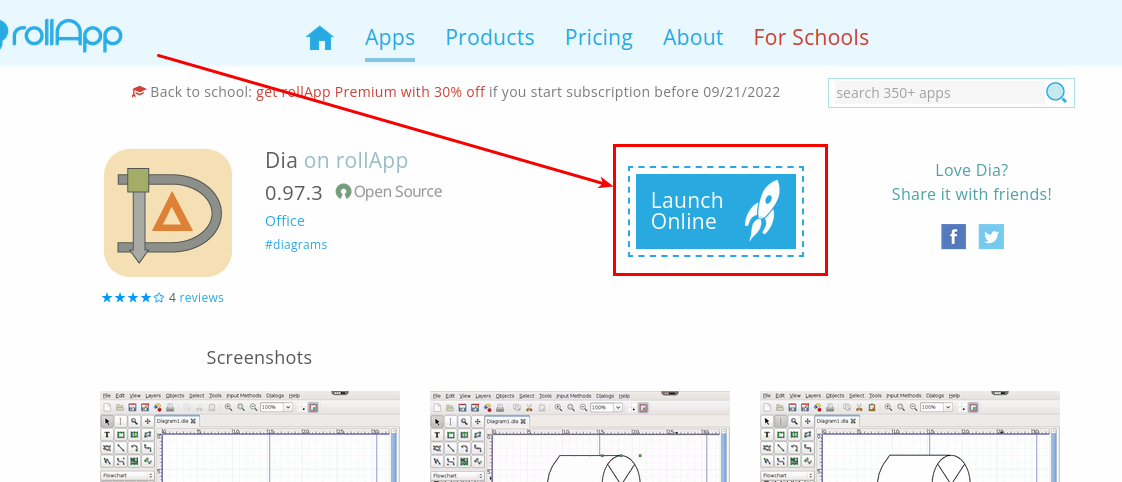 rollApp
Apps Products Pricing About For Schools
Back to school: get rollApp Premium with 30% off if you start subscription before 09/21/2022
search 350+ apps
Dia on rollApp
0.97.3 Open Source
Office
#diagrams
4 reviews
Launch
Online
Love Dia?
Share it with friends!
Screenshots
File Edit View Layers Objects Select Tools Input Methods Dialogs Help
100%
Diagram1.dia
Flowchart
File Edit View Layers Objects Select Tools Input Methods Dialogs Help
100%
Diagram1.dia
Flowchart
File Edit View Layers Objects Select Tools Input Methods Dialogs Help
100%
Diagram1.dia
Flowchart